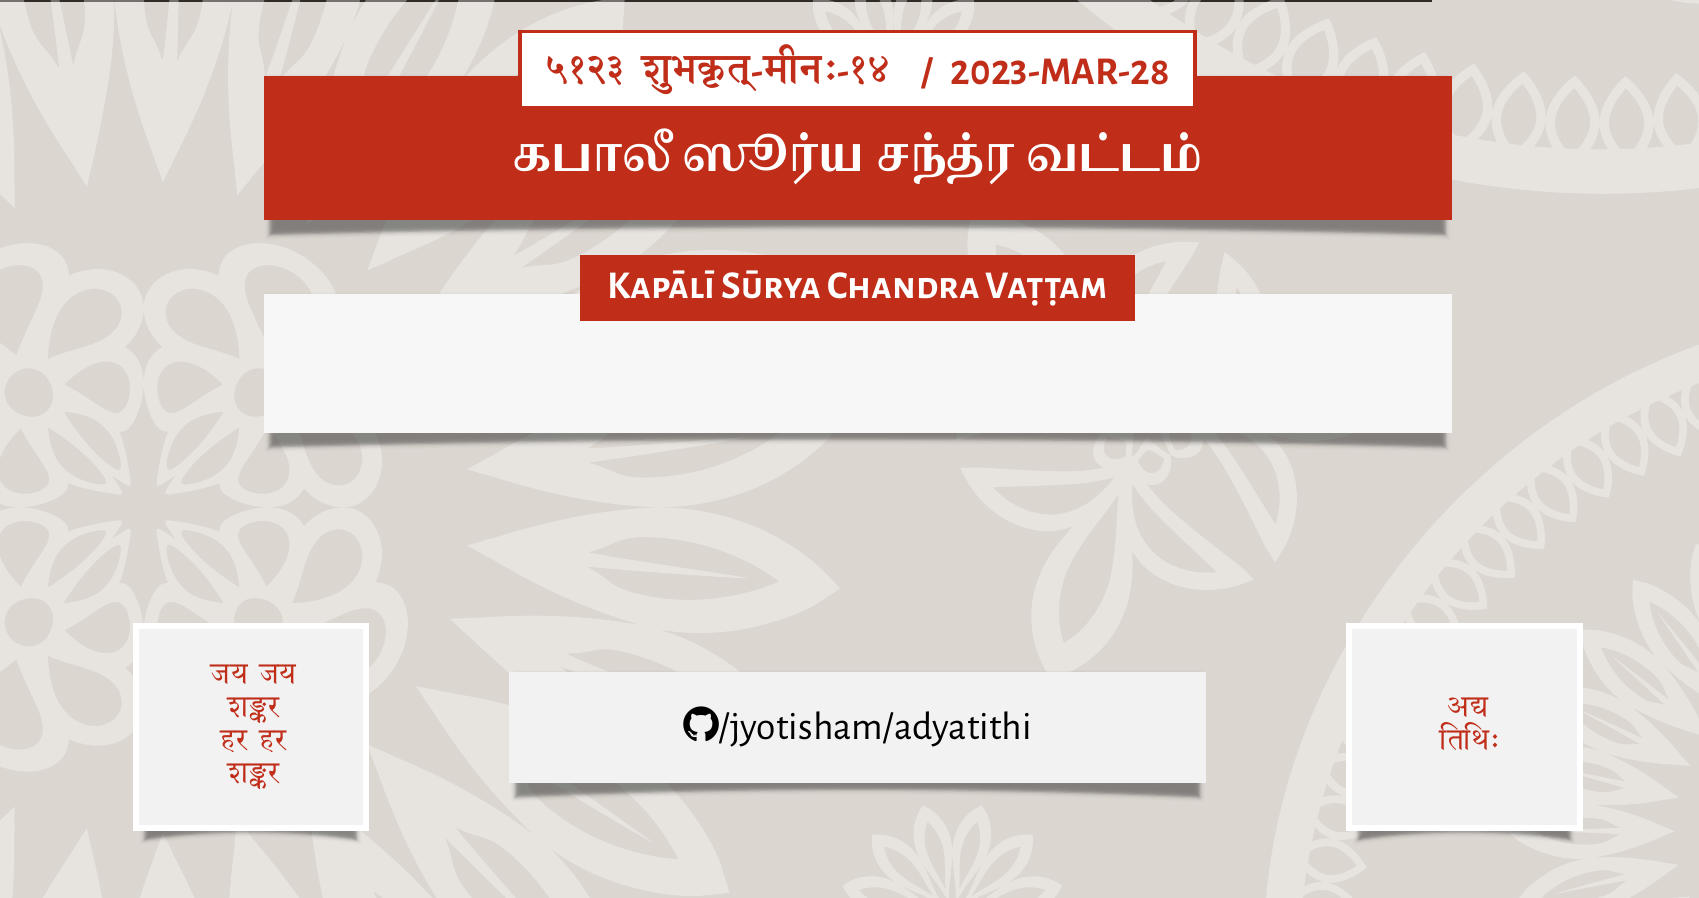 ५१२३ शुभकृत्-मीनः-१४ / 2023-MAR-28
கபாலீ ஸூர்ய சந்த்ர வட்டம்
Kapālī Sūrya Chandra Vaṭṭam
जय जय
शङ्कर
हर हर
शङ्कर
/jyotisham/adyatithi
अद्य
तिथिः